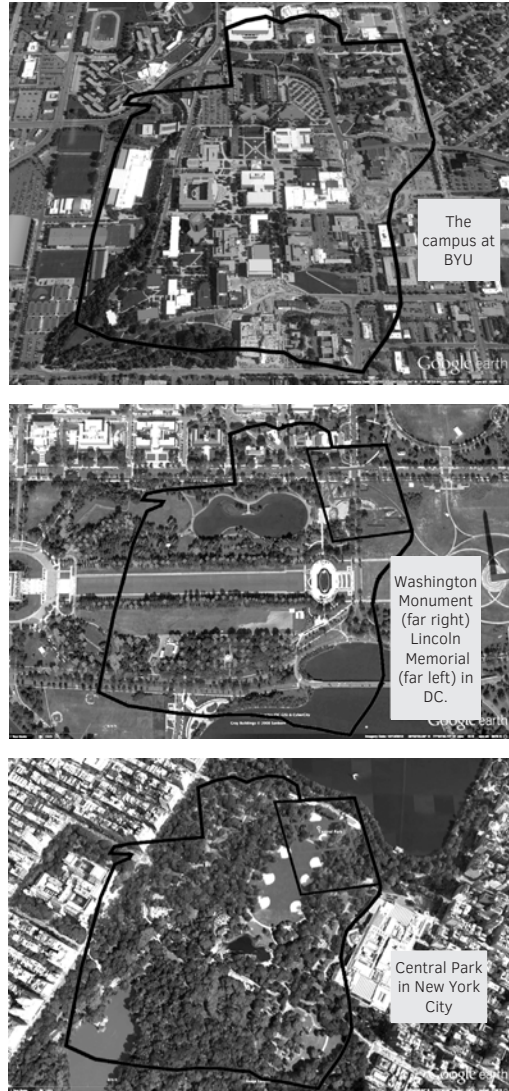 The
campus at
BYU
Google earth
Washington
Monument
(far right)
Lincoln
Memorial
(far left) in
DC.
Google earth
Central Park
in New York
City
Google earth